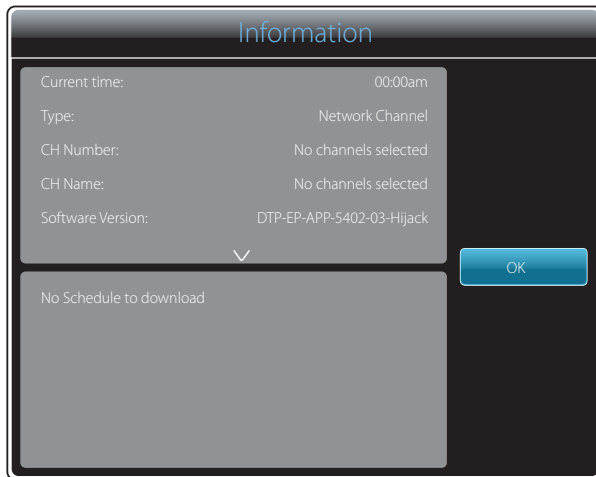 Information
Current time: 00:00am
Type: Network Channel
CH Number: No channels selected
CH Name: No channels selected
Software Version: DTP-EP-APP-5402-03-Hijack
OK
No Schedule to download